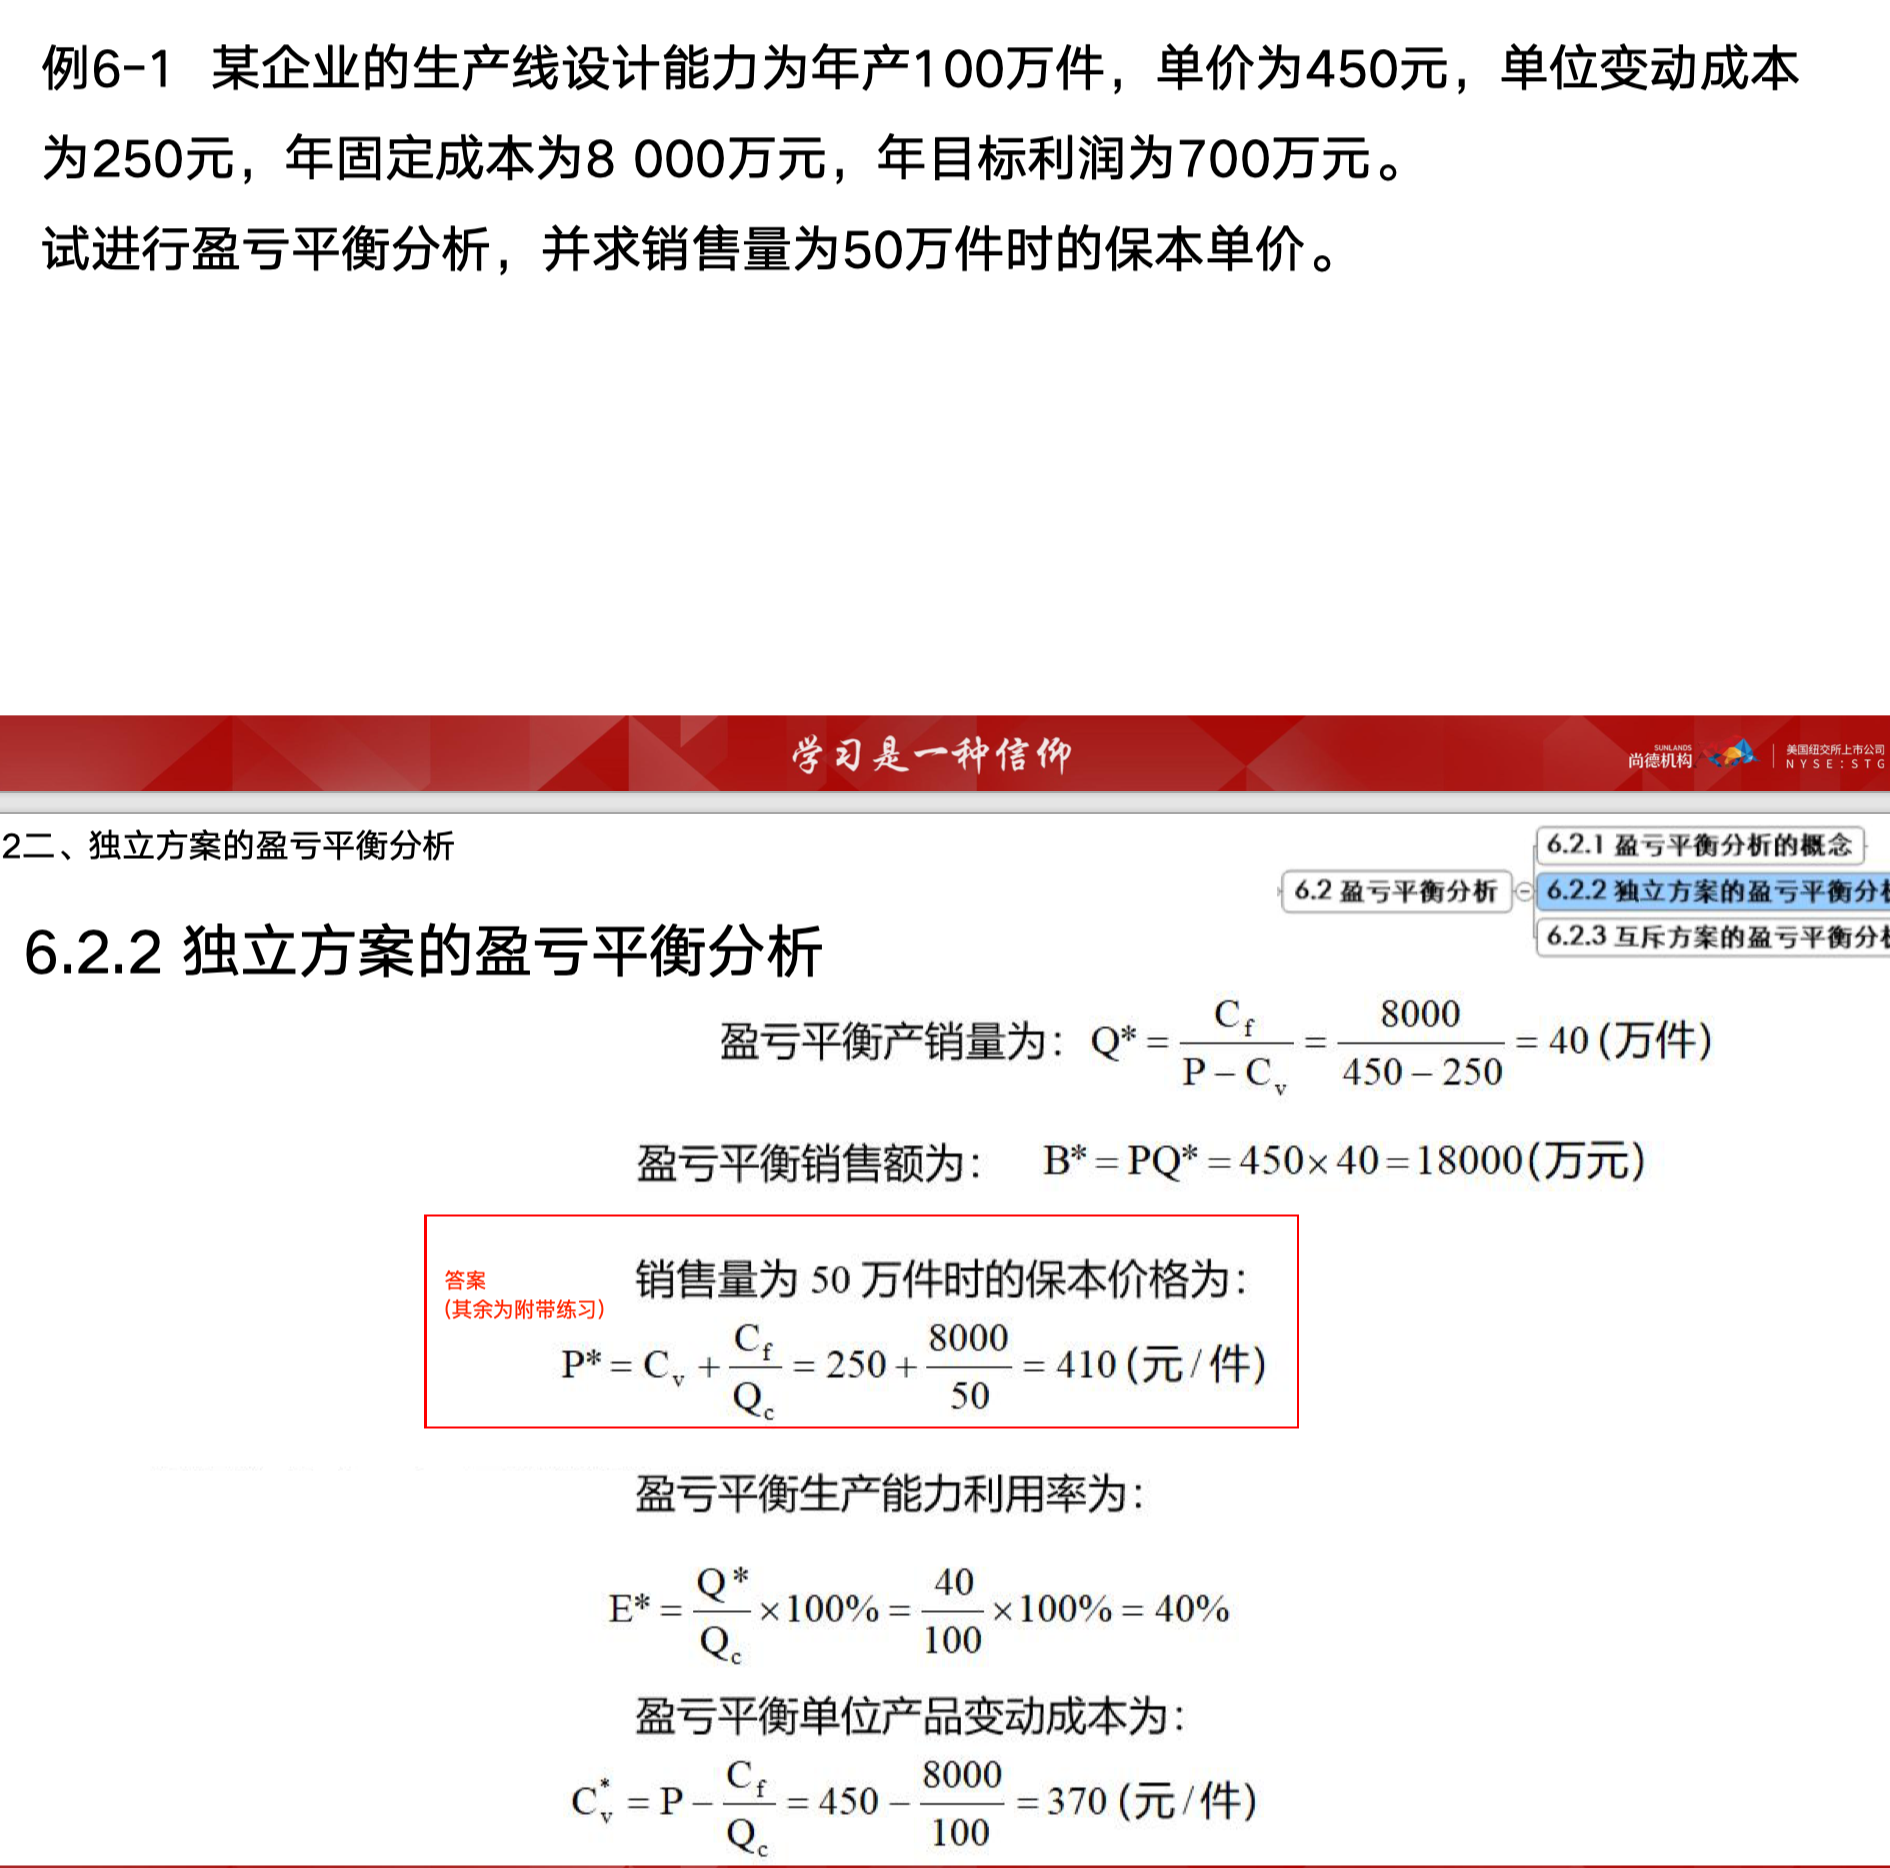 例6-1 某企业的生产线设计能力为年产100万件，单价为450元，单位变动成本
为250元，年固定成本为8 000万元，年目标利润为700万元。
试进行盈亏平衡分析，并求销售量为50万件时的保本单价。
学习是一种信仰
SUNLANDS
尚德机构
美国纽交所上市公司
NYSE:STG
2二、独立方案的盈亏平衡分析
6.2 盈亏平衡分析
6.2.1 盈亏平衡分析的概念
6.2.2 独立方案的盈亏平衡分
6.2.3 互斥方案的盈亏平衡分
6.2.2 独立方案的盈亏平衡分析
盈亏平衡产销量为：Q* = C_f / (P − C_v) = 8000 / (450 − 250) = 40 (万件)
盈亏平衡销售额为： B* = PQ* = 450×40 = 18000(万元)
答案
(其余为附带练习)
销售量为 50 万件时的保本价格为：
P* = C_v + C_f / Q_c = 250 + 8000 / 50 = 410 (元/件)
盈亏平衡生产能力利用率为：
E* = Q* / Q_c ×100% = 40 / 100 ×100% = 40%
盈亏平衡单位产品变动成本为：
C_v* = P − C_f / Q_c = 450 − 8000 / 100 = 370 (元/件)